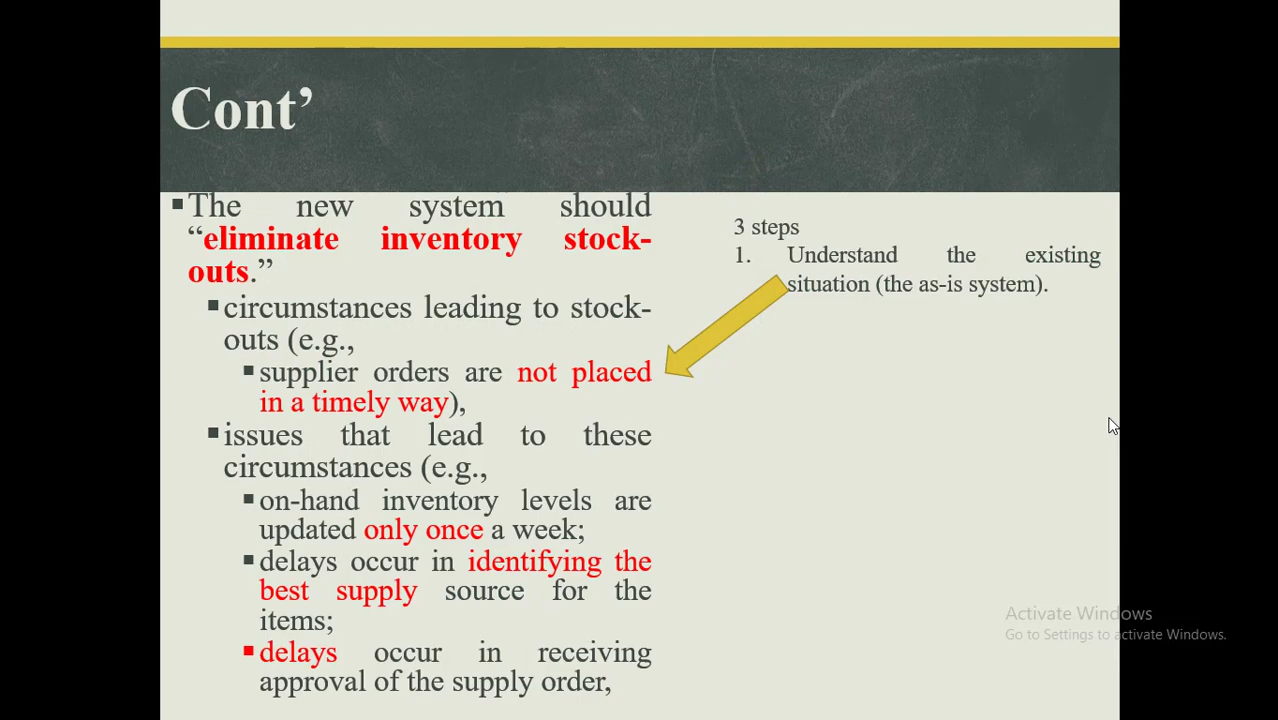 Cont’
▪The new system should
“eliminate inventory stock-
outs.”
▪circumstances leading to stock-
outs (e.g.,
▪supplier orders are not placed
in a timely way),
▪issues that lead to these
circumstances (e.g.,
▪on-hand inventory levels are
updated only once a week;
▪delays occur in identifying the
best supply source for the
items;
▪delays occur in receiving
approval of the supply order,
3 steps
1. Understand the existing
situation (the as-is system).
Activate Windows
Go to Settings to activate Windows.